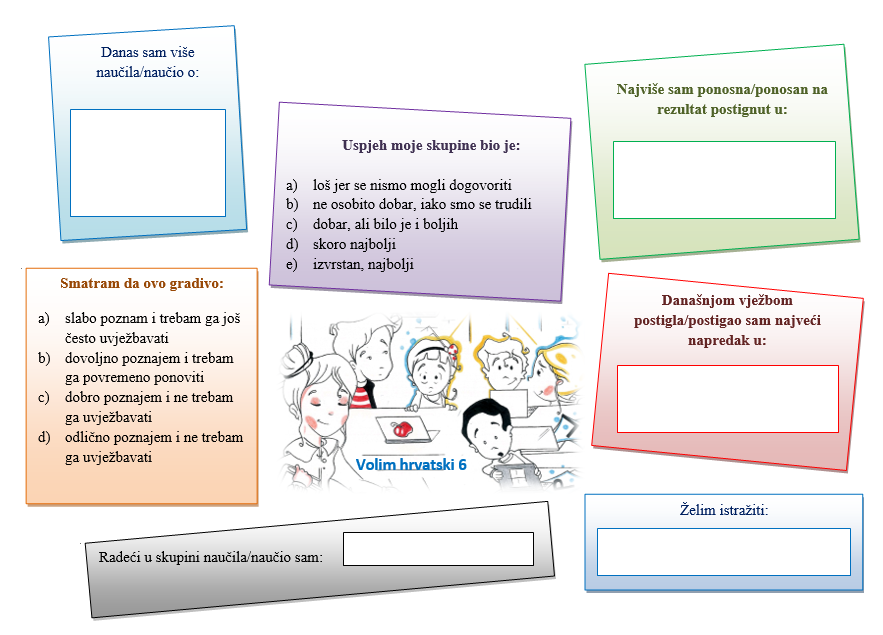 Danas sam više
naučila/naučio o:
Najviše sam ponosna/ponosan na
rezultat postignut u:
Uspjeh moje skupine bio je:
a) loš jer se nismo mogli dogovoriti
b) ne osobito dobar, iako smo se trudili
c) dobar, ali bilo je i boljih
d) skoro najbolji
e) izvrstan, najbolji
Smatram da ovo gradivo:
a) slabo poznam i trebam ga još
često uvježbavati
b) dovoljno poznajem i trebam
ga povremeno ponoviti
c) dobro poznajem i ne trebam
ga uvježbavati
d) odlično poznajem i ne trebam
ga uvježbavati
Današnjom vježbom
postigla/postigao sam najveći
napredak u:
Volim hrvatski 6
Radeći u skupini naučila/naučio sam:
Želim istražiti: